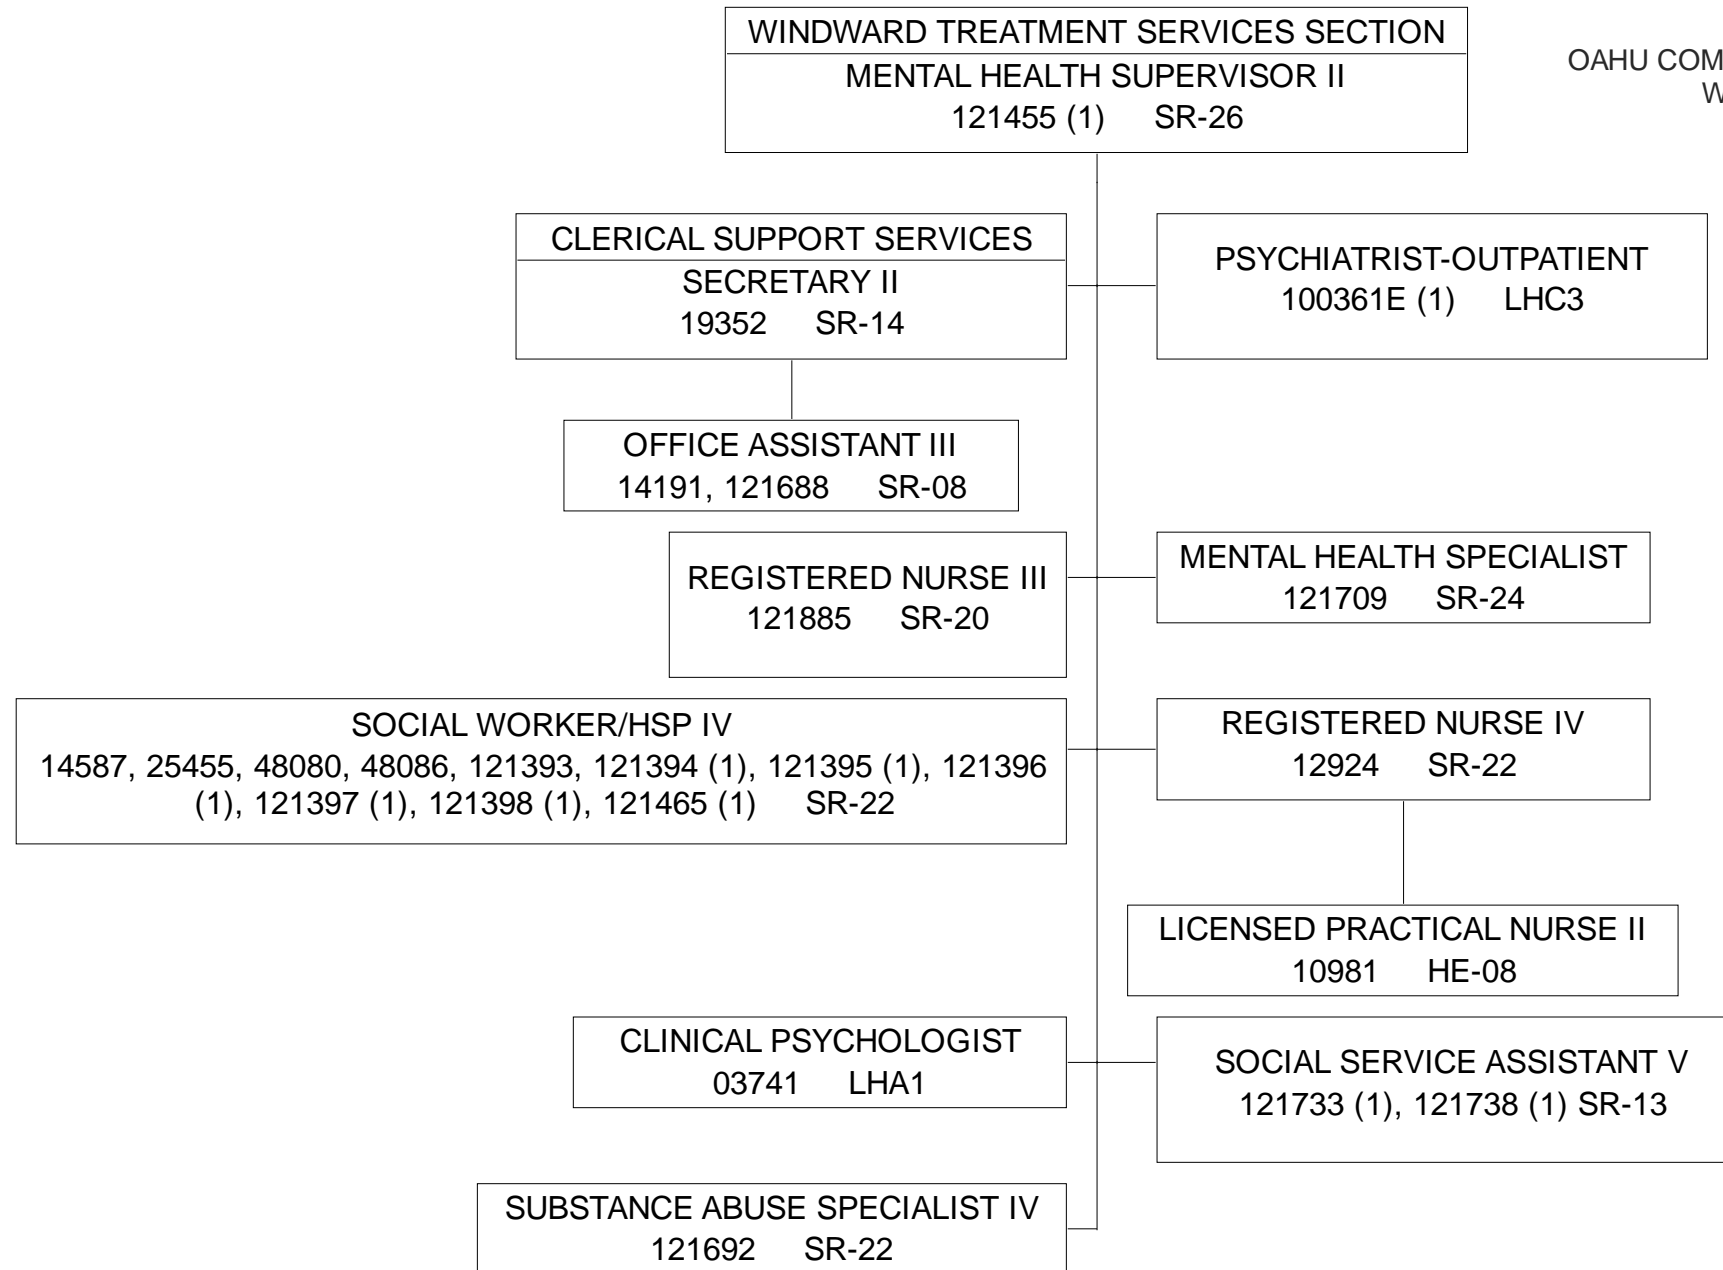 WINDWARD TREATMENT SERVICES SECTION
MENTAL HEALTH SUPERVISOR II
121455 (1) SR-26
OAHU COM
W
CLERICAL SUPPORT SERVICES
SECRETARY II
19352 SR-14
PSYCHIATRIST-OUTPATIENT
100361E (1) LHC3
OFFICE ASSISTANT III
14191, 121688 SR-08
REGISTERED NURSE III
121885 SR-20
MENTAL HEALTH SPECIALIST
121709 SR-24
SOCIAL WORKER/HSP IV
14587, 25455, 48080, 48086, 121393, 121394 (1), 121395 (1), 121396
(1), 121397 (1), 121398 (1), 121465 (1) SR-22
REGISTERED NURSE IV
12924 SR-22
LICENSED PRACTICAL NURSE II
10981 HE-08
CLINICAL PSYCHOLOGIST
03741 LHA1
SOCIAL SERVICE ASSISTANT V
121733 (1), 121738 (1) SR-13
SUBSTANCE ABUSE SPECIALIST IV
121692 SR-22